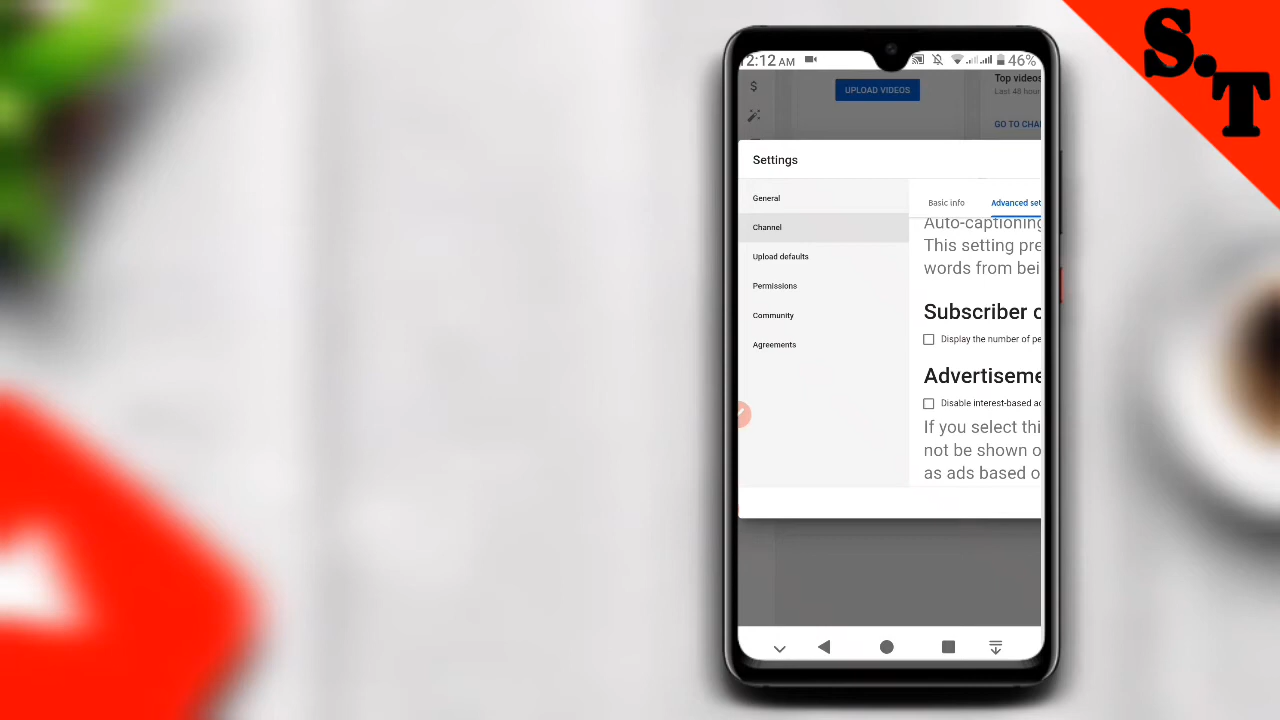 S.T
2:12 AM
46%
$
UPLOAD VIDEOS
Top videos
Last 48 hour
GO TO CHA
Settings
General
Channel
Upload defaults
Permissions
Community
Agreements
Basic info
Advanced set
Auto-captioning
This setting pre
words from bei
Subscriber c
Display the number of pe
Advertiseme
Disable interest-based ad
If you select thi
not be shown o
as ads based o